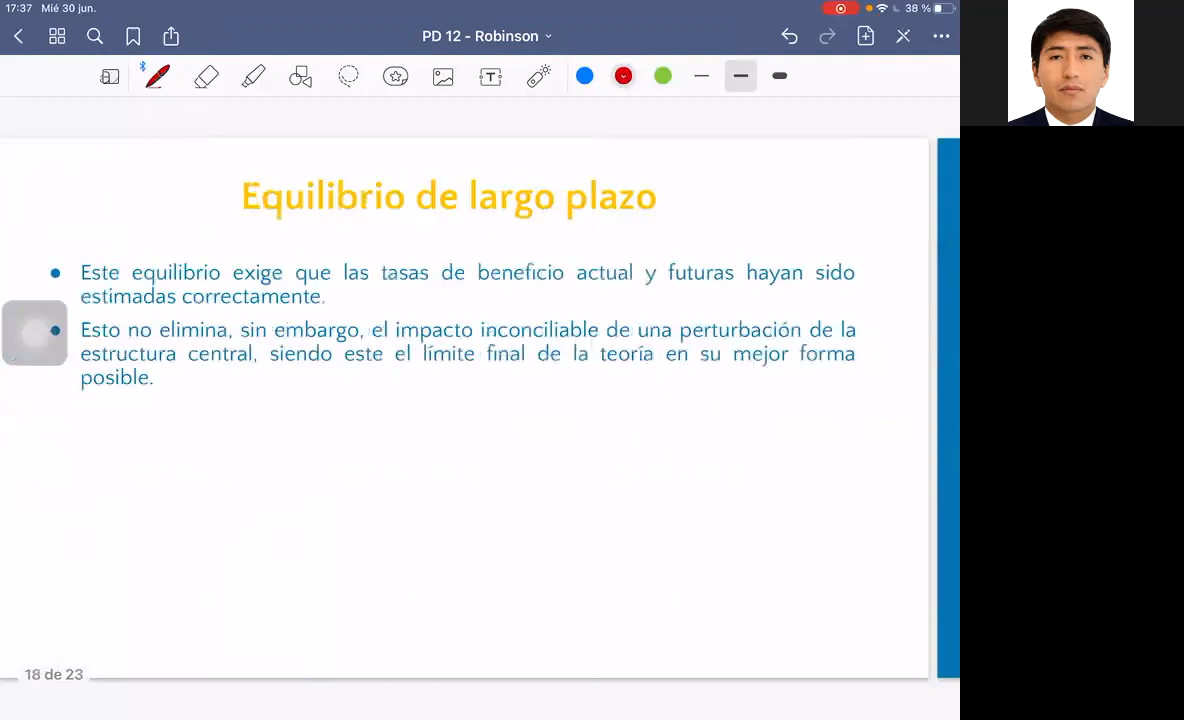 17:37 Mié 30 jun. 38 %
PD 12 - Robinson
T
Equilibrio de largo plazo
● Este equilibrio exige que las tasas de beneficio actual y futuras hayan sido
estimadas correctamente.
● Esto no elimina, sin embargo, el impacto inconciliable de una perturbación de la
estructura central, siendo este el límite final de la teoría en su mejor forma
posible.
18 de 23